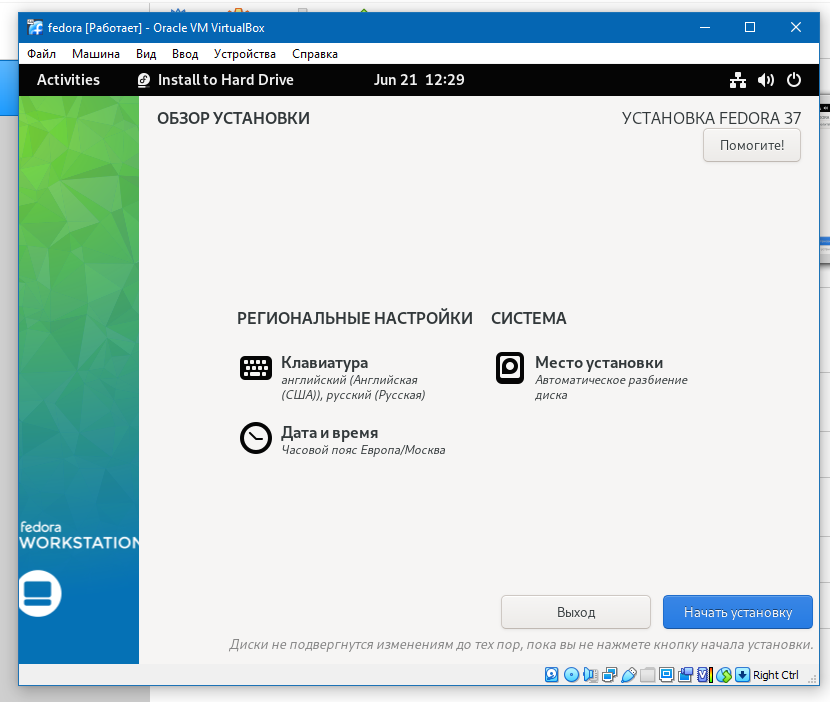 fedora [Работает] - Oracle VM VirtualBox
Файл Машина Вид Ввод Устройства Справка
Activities Install to Hard Drive Jun 21 12:29
ОБЗОР УСТАНОВКИ УСТАНОВКА FEDORA 37
Помогите!
РЕГИОНАЛЬНЫЕ НАСТРОЙКИ СИСТЕМА
Клавиатура
английский (Английская
(США)), русский (Русская)
Место установки
Автоматическое разбиение
диска
Дата и время
Часовой пояс Европа/Москва
fedora
WORKSTATION
Выход Начать установку
Диски не подвергнутся изменениям до тех пор, пока вы не нажмете кнопку начала установки.
Right Ctrl